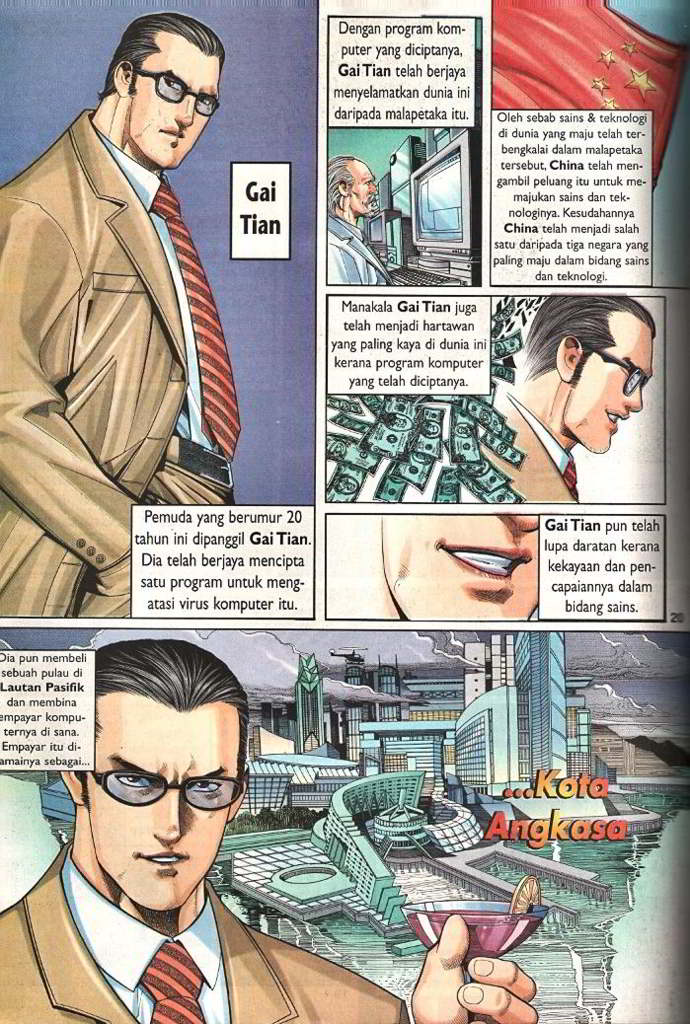 Gai
Tian
Pemuda yang berumur 20
tahun ini dipanggil Gai Tian.
Dia telah berjaya mencipta
satu program untuk meng-
atasi virus komputer itu.
Dengan program kom-
puter yang diciptanya,
Gai Tian telah berjaya
menyelamatkan dunia ini
daripada malapetaka itu.
Oleh sebab sains & teknologi
di dunia yang maju telah ter-
bengkalai dalam malapetaka
tersebut, China telah men-
gambil peluang itu untuk me-
majukan sains dan tek-
nologinya. Kesudahannya
China telah menjadi salah
satu daripada tiga negara yang
paling maju dalam bidang sains
dan teknologi.
Manakala Gai Tian juga
telah menjadi hartawan
yang paling kaya di dunia ini
kerana program komputer
yang telah diciptanya.
Gai Tian pun telah
lupa daratan kerana
kekayaan dan pen-
capaiannya dalam
bidang sains.
20
Dia pun membeli
sebuah pulau di
Lautan Pasifik
dan membina
empayar kompu-
ternya di sana.
Empayar itu di-
amainya sebagai...
...Kota
Angkasa